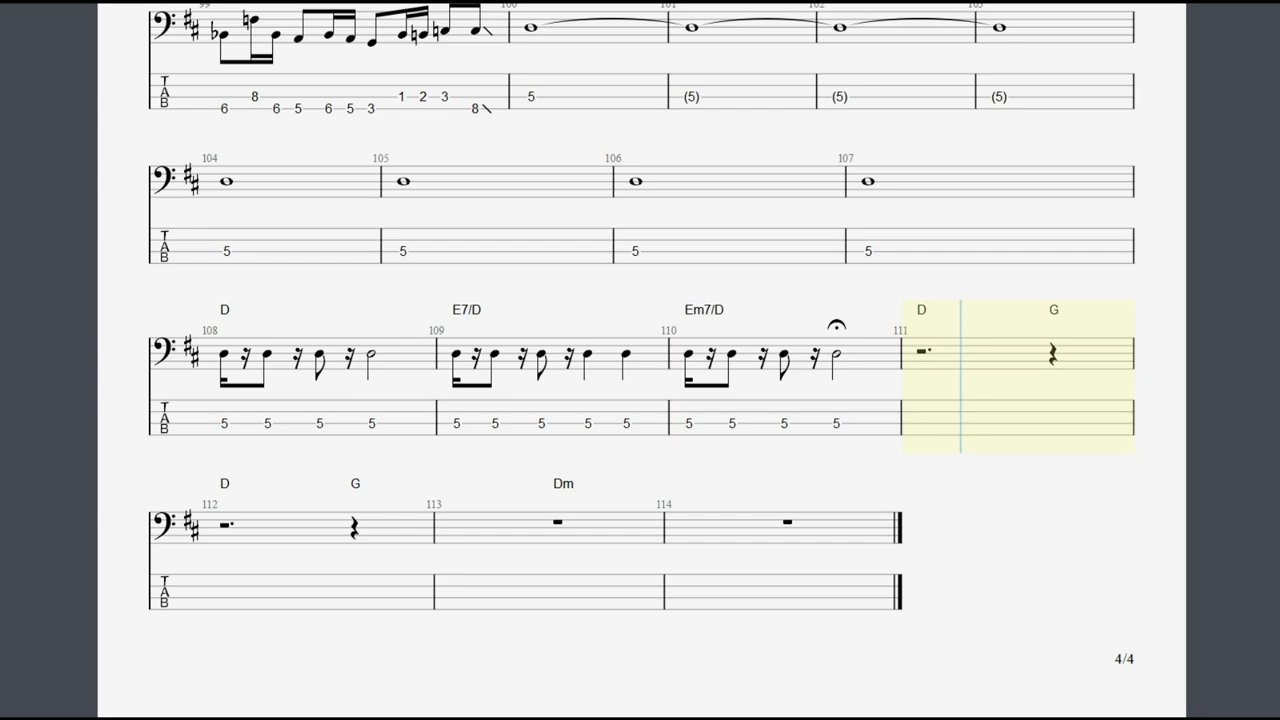 99 100 101 102 103
T A B 6 8 6 5 6 5 3 1 2 3 8 5 (5) (5) (5)
104 105 106 107
T A B 5 5 5 5
D E7/D Em7/D D G
108 109 110 111
T A B 5 5 5 5 5 5 5 5 5 5 5 5 5
D G Dm
112 113 114
T A B
4/4